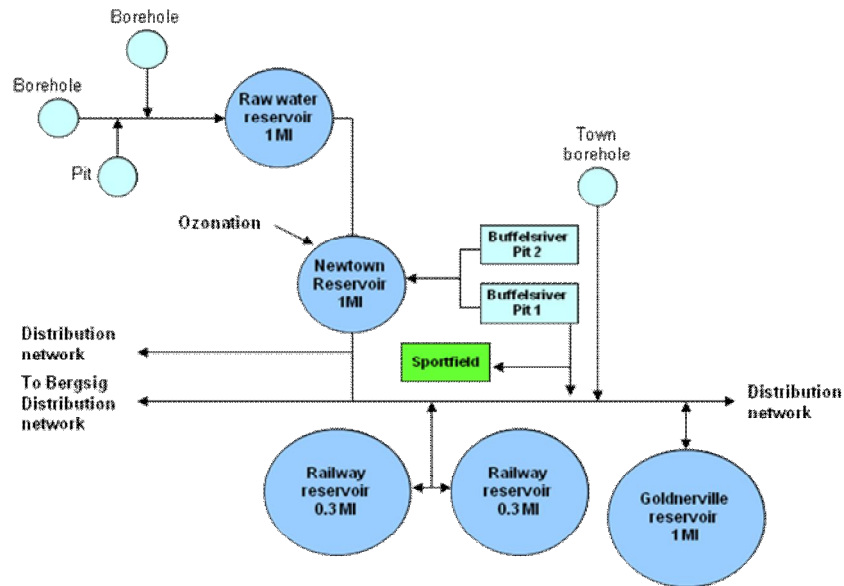 Borehole
Borehole
Raw water
reservoir
1 Ml
Pit
Town
borehole
Ozonation
Buffelsriver
Pit 2
Newtown
Reservoir
1Ml
Buffelsriver
Pit 1
Distribution
network
Sportfield
To Bergsig
Distribution
network
Distribution
network
Railway
reservoir
0.3 Ml
Railway
reservoir
0.3 Ml
Goldnerville
reservoir
1 Ml